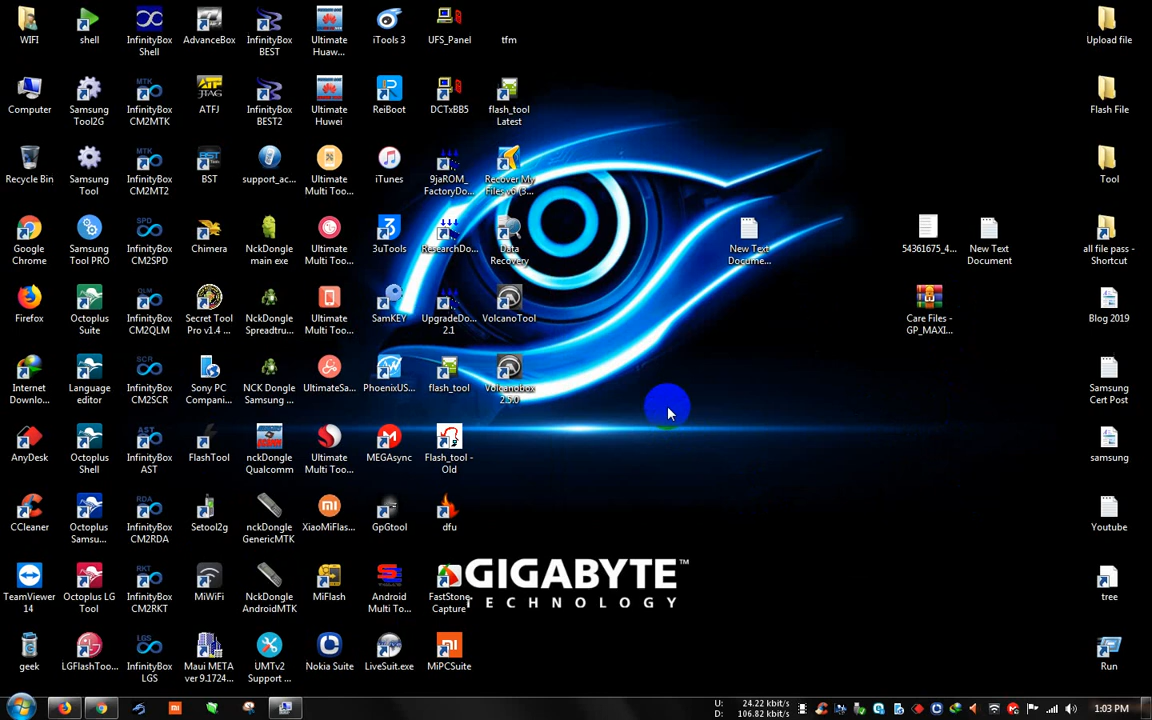 WIFI
shell
InfinityBox
Shell
AdvanceBox
InfinityBox
BEST
Ultimate
Huaw...
iTools 3
UFS_Panel
tfm
Upload file
Computer
Samsung
Tool2G
InfinityBox
CM2MTK
ATFJ
InfinityBox
BEST2
Ultimate
Huwei
ReiBoot
DCTxBB5
flash_tool
Latest
Flash File
Recycle Bin
Samsung
Tool
InfinityBox
CM2MT2
BST
support_ac...
Ultimate
Multi Too...
iTunes
9jaROM_
FactoryDo...
Recover My
Files v6 (3...
Tool
Google
Chrome
Samsung
Tool PRO
InfinityBox
CM2SPD
Chimera
NckDongle
main exe
Ultimate
Multi Too...
3uTools
ResearchDo...
Data
Recovery
New Text
Docume...
54361675_4...
New Text
Document
all file pass -
Shortcut
Firefox
Octoplus
Suite
InfinityBox
CM2QLM
Secret Tool
Pro v1.4 ...
NckDongle
Spreadtru...
Ultimate
Multi Too...
SamKEY
UpgradeDo...
2.1
VolcanoTool
Care Files -
GP_MAXI...
Blog 2019
Internet
Downlo...
Language
editor
InfinityBox
CM2SCR
Sony PC
Compani...
NCK Dongle
Samsung ...
UltimateSa...
PhoenixUS...
flash_tool
VolcanoBox
2.5.0
Samsung
Cert Post
AnyDesk
Octoplus
Shell
InfinityBox
AST
FlashTool
nckDongle
Qualcomm
Ultimate
Multi Too...
MEGAsync
Flash_tool -
Old
samsung
CCleaner
Octoplus
Samsu...
InfinityBox
CM2RDA
Setool2g
nckDongle
GenericMTK
XiaoMiFlas...
GpGtool
dfu
Youtube
TeamViewer
14
Octoplus LG
Tool
InfinityBox
CM2RKT
MiWiFi
NckDongle
AndroidMTK
MiFlash
Android
Multi To...
FastStone
Capture
GIGABYTE™
TECHNOLOGY
tree
geek
LGFlashToo...
InfinityBox
LGS
Maui META
ver 9.1724...
UMTv2
Support ...
Nokia Suite
LiveSuit.exe
MiPCSuite
Run
U: 24.22 kbit/s
D: 106.82 kbit/s
1:03 PM